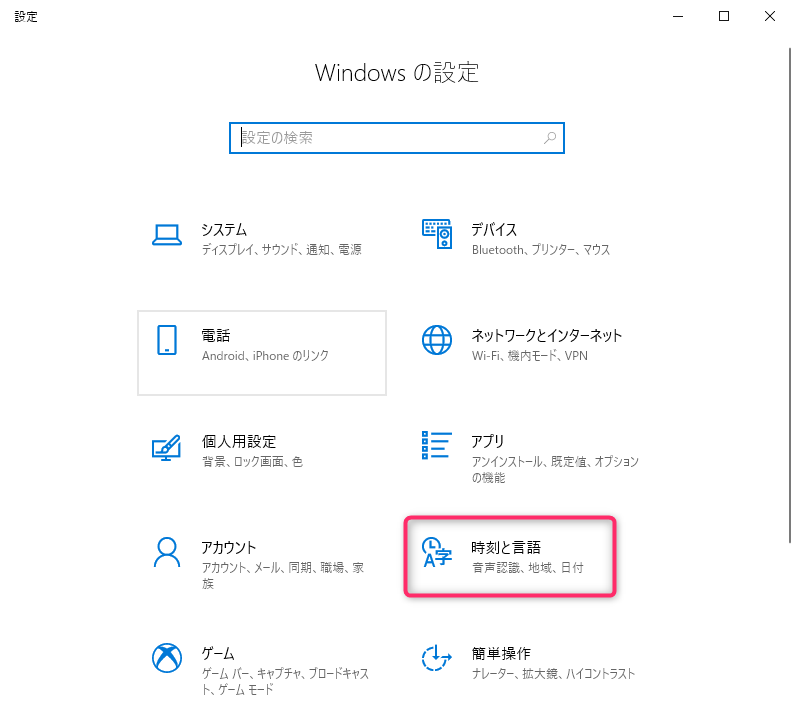 設定
Windows の設定
設定の検索
システム
ディスプレイ、サウンド、通知、電源
デバイス
Bluetooth、プリンター、マウス
電話
Android、iPhone のリンク
ネットワークとインターネット
Wi-Fi、機内モード、VPN
個人用設定
背景、ロック画面、色
アプリ
アンインストール、既定値、オプション
の機能
アカウント
アカウント、メール、同期、職場、家
族
時刻と言語
音声認識、地域、日付
ゲーム
ゲーム バー、キャプチャ、ブロードキャス
ト、ゲーム モード
簡単操作
ナレーター、拡大鏡、ハイコントラスト